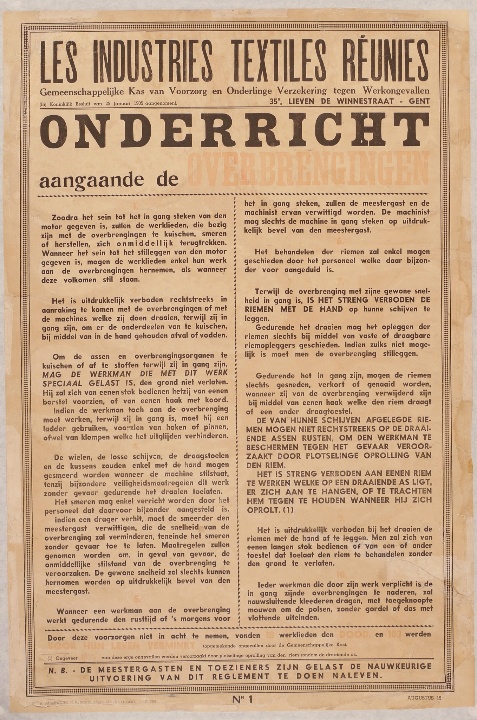 LES INDUSTRIES TEXTILES RÉUNIES
Gemeenschappelijke Kas van Voorzorg en Onderlinge Verzekering tegen Werkongevallen
bij Koninklijk Besluit van 26 Januari 1905 aangenomen. 35ª, LIEVEN DE WINNESTRAAT - GENT
ONDERRICHT
aangaande de OVERBRENGINGEN
Zoodra het sein tot het in gang steken van den
motor gegeven is, zullen de werklieden, die bezig
zijn met de overbrengingen te kuischen, smeren
of herstellen, zich onmiddellijk terugtrekken.
Wanneer het sein tot het stilleggen van den motor
gegeven is, mogen de werklieden enkel hun werk
aan de overbrengingen hernemen, als wanneer
deze volkomen stil staan.
Het is uitdrukkelijk verboden rechtstreeks in
aanraking te komen met de overbrengingen of met
de machines welke zij doen draaien, terwijl zij in
gang zijn, om er de onderdeelen van te kuischen,
bij middel van in de hand gehouden afval of vodden.
Om de assen en overbrengingsorganen te
kuischen of af te stoffen terwijl zij in gang zijn,
MAG DE WERKMAN DIE MET DIT WERK
SPECIAAL GELAST IS, den grond niet verlaten.
Hij zal zich van eenen stok bedienen hetzij van eenen
borstel voorzien, of van eenen haak met koord.
Indien de werkman toch aan de overbrenging
moet werken, terwijl zij in gang is, moet hij een
ladder gebruiken, voorzien van haken of pinnen,
ofwel van klompen welke het uitglijden verhinderen.
De wielen, de losse schijven, de draagstoelen
en de kussens zouden enkel met de hand mogen
gesmeerd worden wanneer de machine stilstaat,
tenzij bijzondere veiligheidsmaatregelen dit werk
zonder gevaar gedurende het draaien toelaten.
Het smeren mag enkel verricht worden door het
personeel dat daarvoor bijzonder aangesteld is.
Indien een drager verhit, moet de smeerder den
meestergast verwittigen, die de snelheid van de
overbrenging zal verminderen, teneinde het smeren
zonder gevaar toe te laten. Maatregelen zullen
genomen worden om, in geval van gevaar, de
onmiddellijke stilstand van de overbrenging te
veroorzaken. De gewone snelheid zal slechts kunnen
hernomen worden op uitdrukkelijk bevel van den
meestergast.
Wanneer een werkman aan de overbrenging
werkt gedurende den rusttijd of 's morgens voor
het in gang steken, zullen de meestergast en de
machinist ervan verwittigd worden. De machinist
mag slechts de machine in gang steken op uitdruk-
kelijk bevel van den meestergast.
Het behandelen der riemen zal enkel mogen
geschieden door het personeel welke daar bijzon-
der voor aangeduid is.
Terwijl de overbrenging met zijne gewone snel-
heid in gang is, IS HET STRENG VERBODEN DE
RIEMEN MET DE HAND op hunne schijven te
leggen.
Gedurende het draaien mag het opleggen der
riemen slechts bij middel van vaste of draagbare
riemopleggers geschieden. Indien zulks niet moge-
lijk is moet men de overbrenging stilleggen.
Gedurende het in gang zijn, mogen de riemen
slechts gesneden, verkort of genaaid worden,
wanneer zij van de overbrenging verwijderd zijn
bij middel van eenen haak welke den riem draagt
of een ander draagtoestel.
DE VAN HUNNE SCHIJVEN AFGELEGDE RIE-
MEN MOGEN NIET RECHTSTREEKS OP DE DRAAI-
ENDE ASSEN RUSTEN, OM DEN WERKMAN TE
BESCHERMEN TEGEN HET GEVAAR VEROOR-
ZAAKT DOOR PLOTSELINGE OPROLLING VAN
DEN RIEM.
HET IS STRENG VERBODEN AAN EENEN RIEM
TE WERKEN WELKE OP EEN DRAAIENDE AS LIGT,
ER ZICH AAN TE HANGEN, OF TE TRACHTEN
HEM TEGEN TE HOUDEN WANNEER HIJ ZICH
OPROLT. (1)
Het is uitdrukkelijk verboden bij het draaien de
riemen met de hand af te leggen. Men zal zich van
eenen langen stok bedienen of van een of ander
toestel dat toelaat den riem te behandelen zonder
den grond te verlaten.
Ieder werkman die door zijn werk verplicht is de
in gang zijnde overbrengingen te naderen, zal
nauwsluitende kleederen dragen, met toegeknoopte
mouwen om de polsen, zonder gordel of das met
vlottende uiteinden.
Door deze voorzorgen niet in acht te nemen, vonden werklieden den en werden
N. B. - DE MEESTERGASTEN EN TOEZIENERS ZIJN GELAST DE NAUWKEURIGE
UITVOERING VAN DIT REGLEMENT TE DOEN NALEVEN.
Nº 1